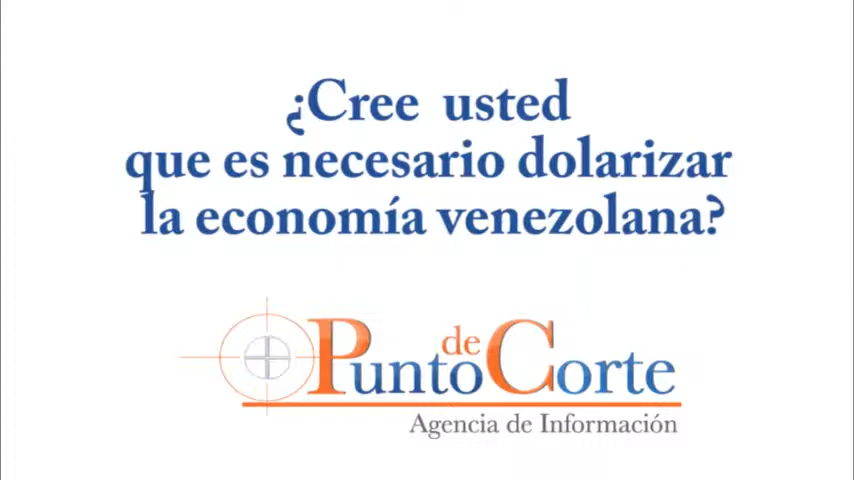 ¿Cree usted
que es necesario dolarizar
la economía venezolana?
Punto de Corte
Agencia de Información